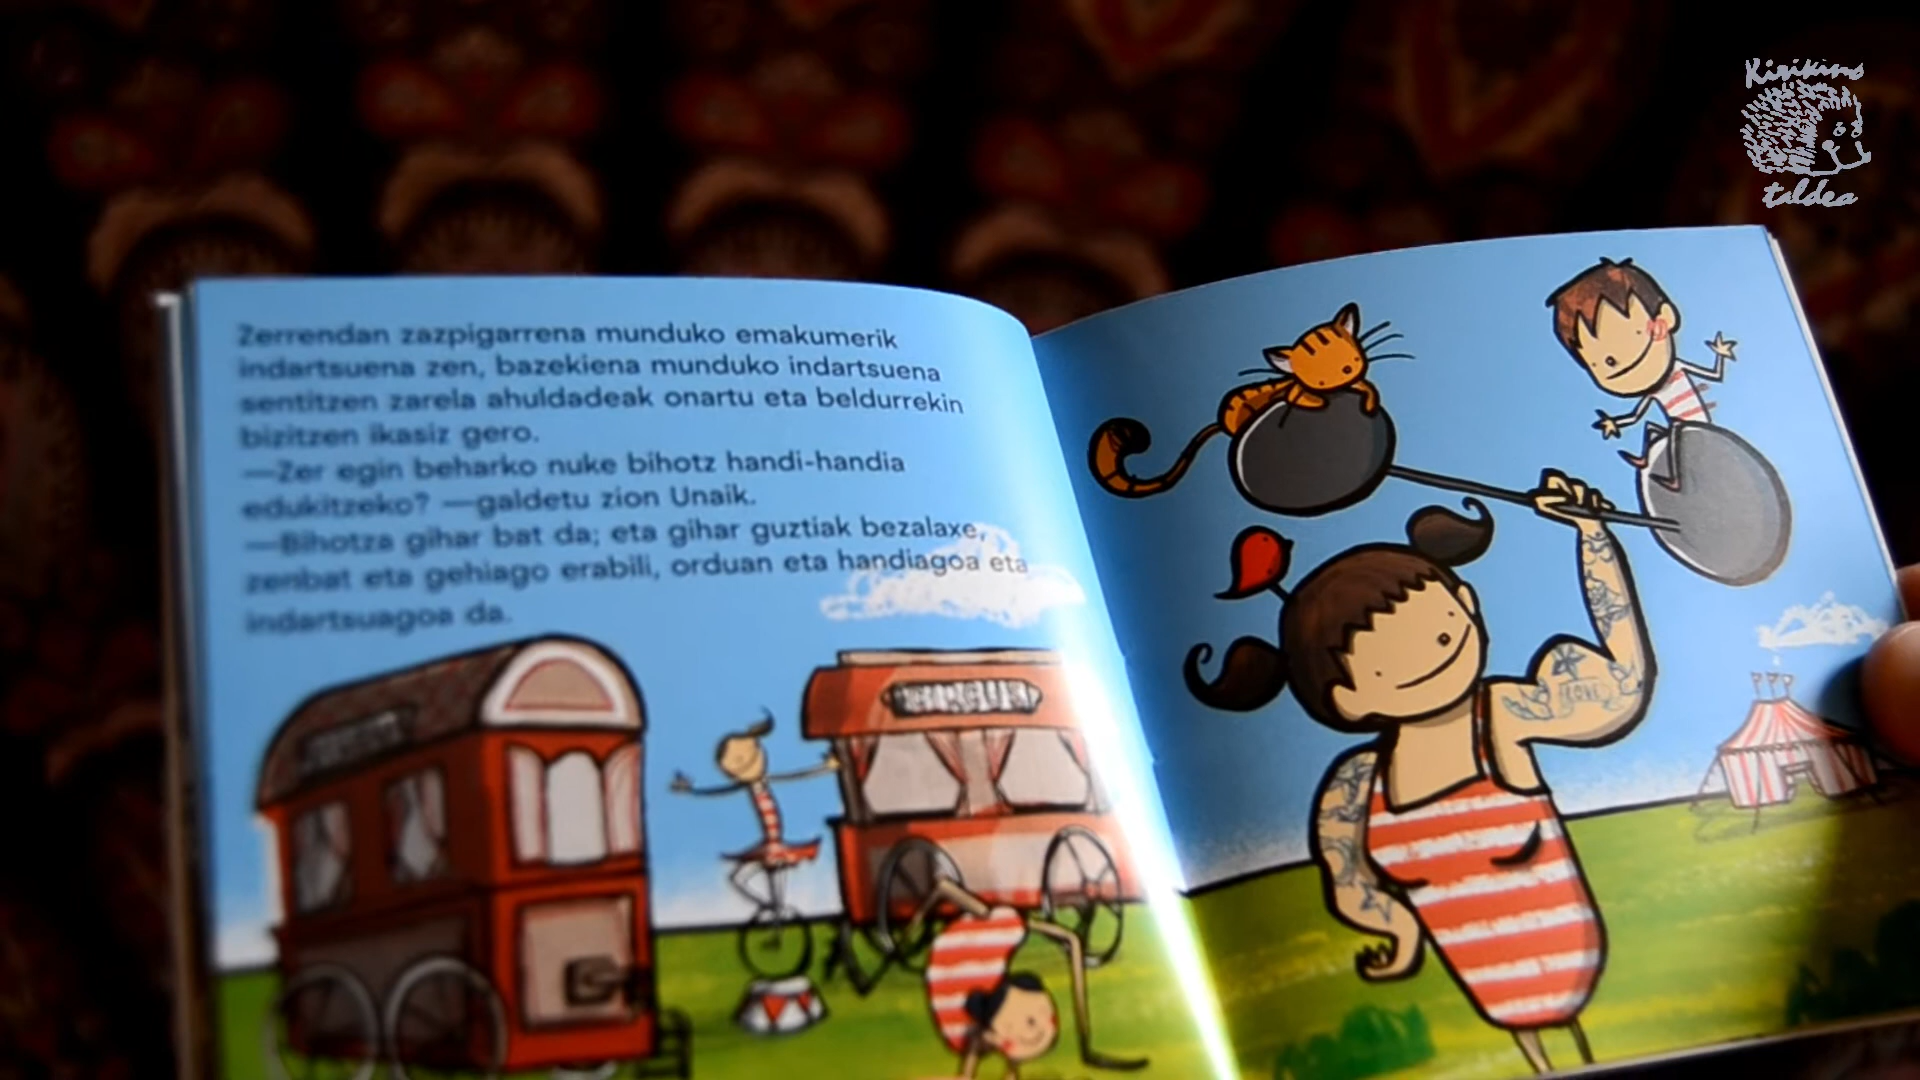 Kirikino
taldea
Zerrendan zazpigarrena munduko emakumerik
indartsuena zen, bazekiena munduko indartsuena
sentitzen zarela ahuldadeak onartu eta beldurrekin
bizitzen ikasiz gero.
—Zer egin beharko nuke bihotz handi-handia
edukitzeko? —galdetu zion Unaik.
—Bihotza gihar bat da; eta gihar guztiak bezalaxe,
zenbat eta gehiago erabili, orduan eta handiagoa eta
indartsuagoa da.
LOVE